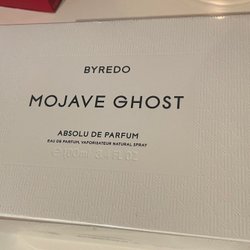 BYREDO
MOJAVE GHOST
ABSOLU DE PARFUM
EAU DE PARFUM, VAPORISATEUR NATURAL SPRAY